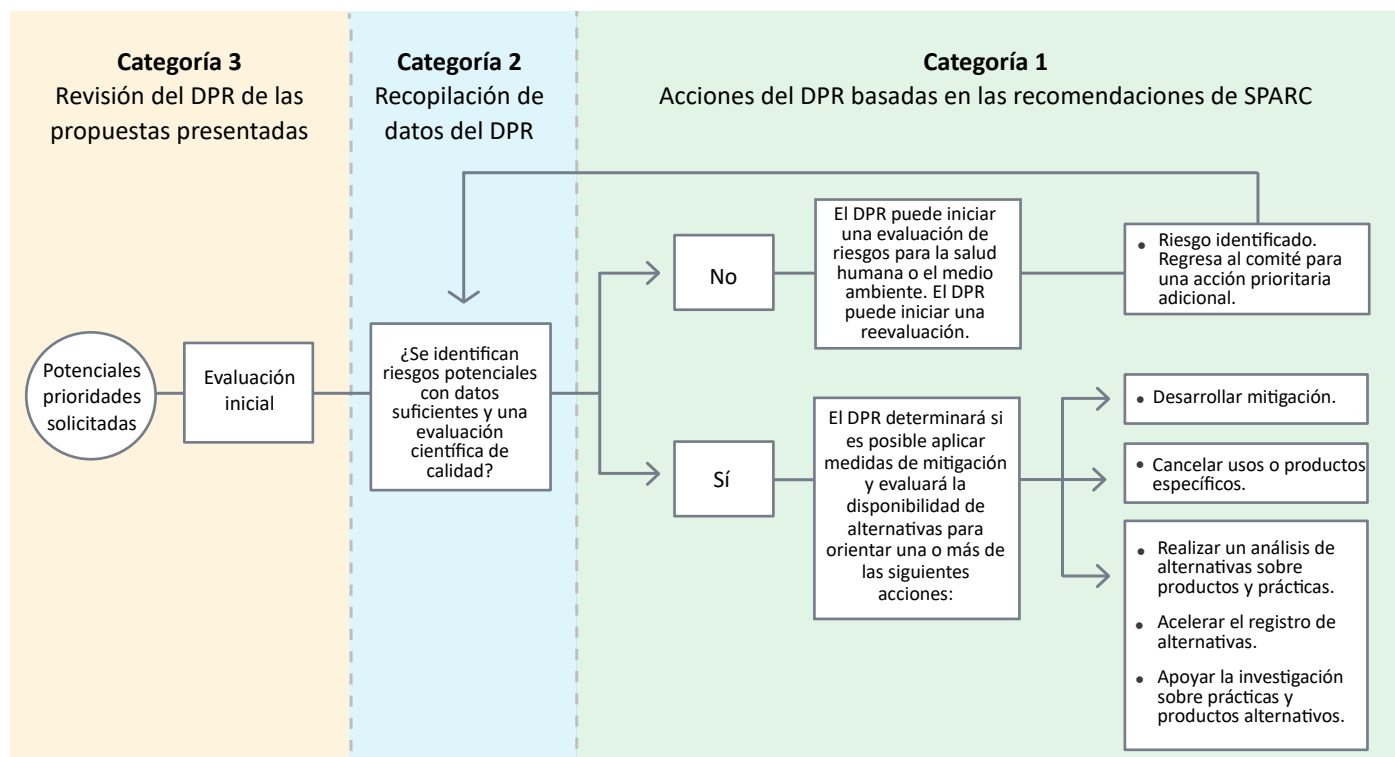 Categoría 3
Revisión del DPR de las
propuestas presentadas
Categoría 2
Recopilación de
datos del DPR
Categoría 1
Acciones del DPR basadas en las recomendaciones de SPARC
Potenciales
prioridades
solicitadas
Evaluación
inicial
¿Se identifican
riesgos potenciales
con datos
suficientes y una
evaluación
científica de
calidad?
No
El DPR puede iniciar
una evaluación de
riesgos para la salud
humana o el medio
ambiente. El DPR
puede iniciar una
reevaluación.
• Riesgo identificado.
Regresa al comité para
una acción prioritaria
adicional.
Sí
El DPR determinará si
es posible aplicar
medidas de mitigación
y evaluará la
disponibilidad de
alternativas para
orientar una o más de
las siguientes
acciones:
• Desarrollar mitigación.
• Cancelar usos o productos
específicos.
• Realizar un análisis de
alternativas sobre
productos y prácticas.
• Acelerar el registro de
alternativas.
• Apoyar la investigación
sobre prácticas y
productos alternativos.